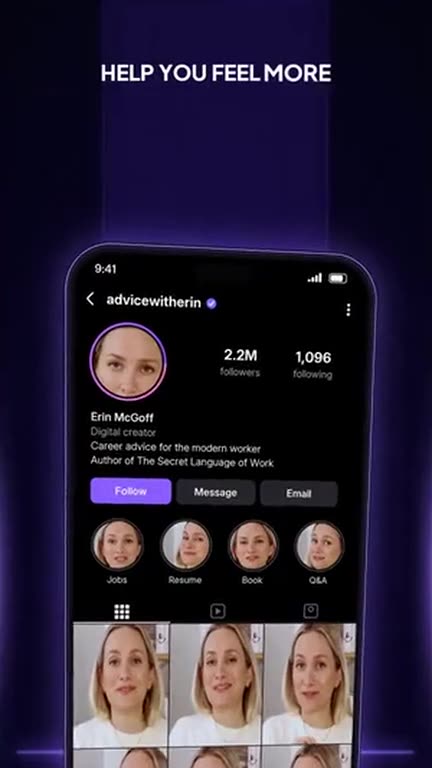 HELP YOU FEEL MORE
9:41
advicewitherin
2.2M
followers
1,096
following
Erin McGoff
Digital creator
Career advice for the modern worker
Author of The Secret Language of Work
Follow
Message
Email
Jobs
Resume
Book
Q&A